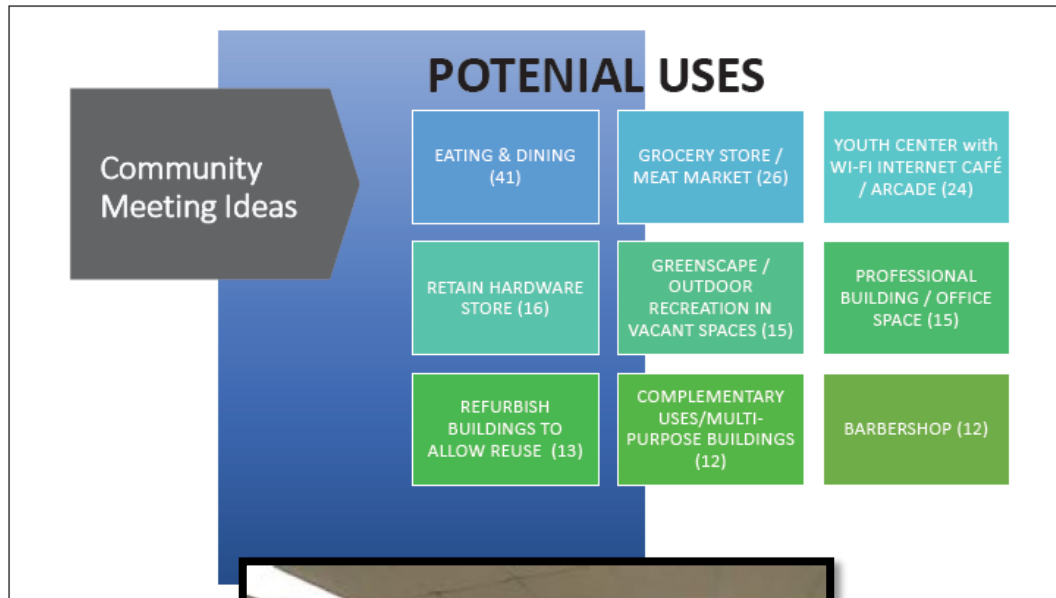 POTENIAL USES
Community
Meeting Ideas
EATING & DINING
(41)
GROCERY STORE /
MEAT MARKET (26)
YOUTH CENTER with
WI-FI INTERNET CAFÉ
/ ARCADE (24)
RETAIN HARDWARE
STORE (16)
GREENSCAPE /
OUTDOOR
RECREATION IN
VACANT SPACES (15)
PROFESSIONAL
BUILDING / OFFICE
SPACE (15)
REFURBISH
BUILDINGS TO
ALLOW REUSE (13)
COMPLEMENTARY
USES/MULTI-
PURPOSE BUILDINGS
(12)
BARBERSHOP (12)